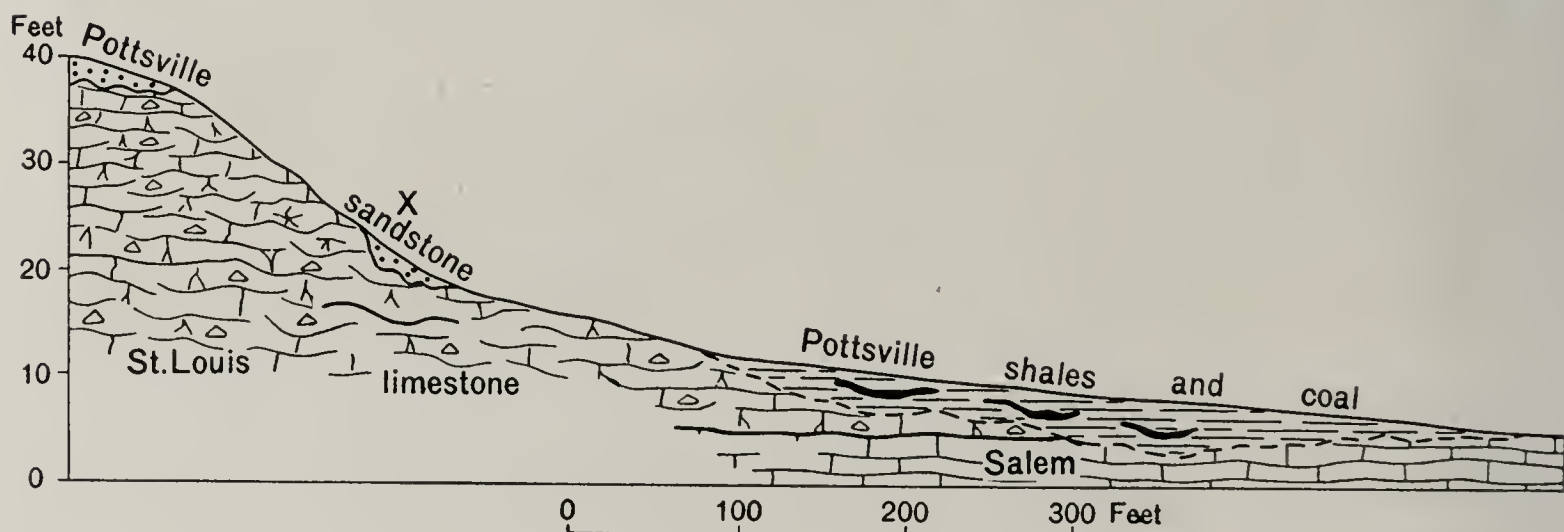 Feet
Pottsville
40
30
X
sandstone
20
Pottsville shales and coal
St. Louis limestone
10
Salem
0
0 100 200 300 Feet